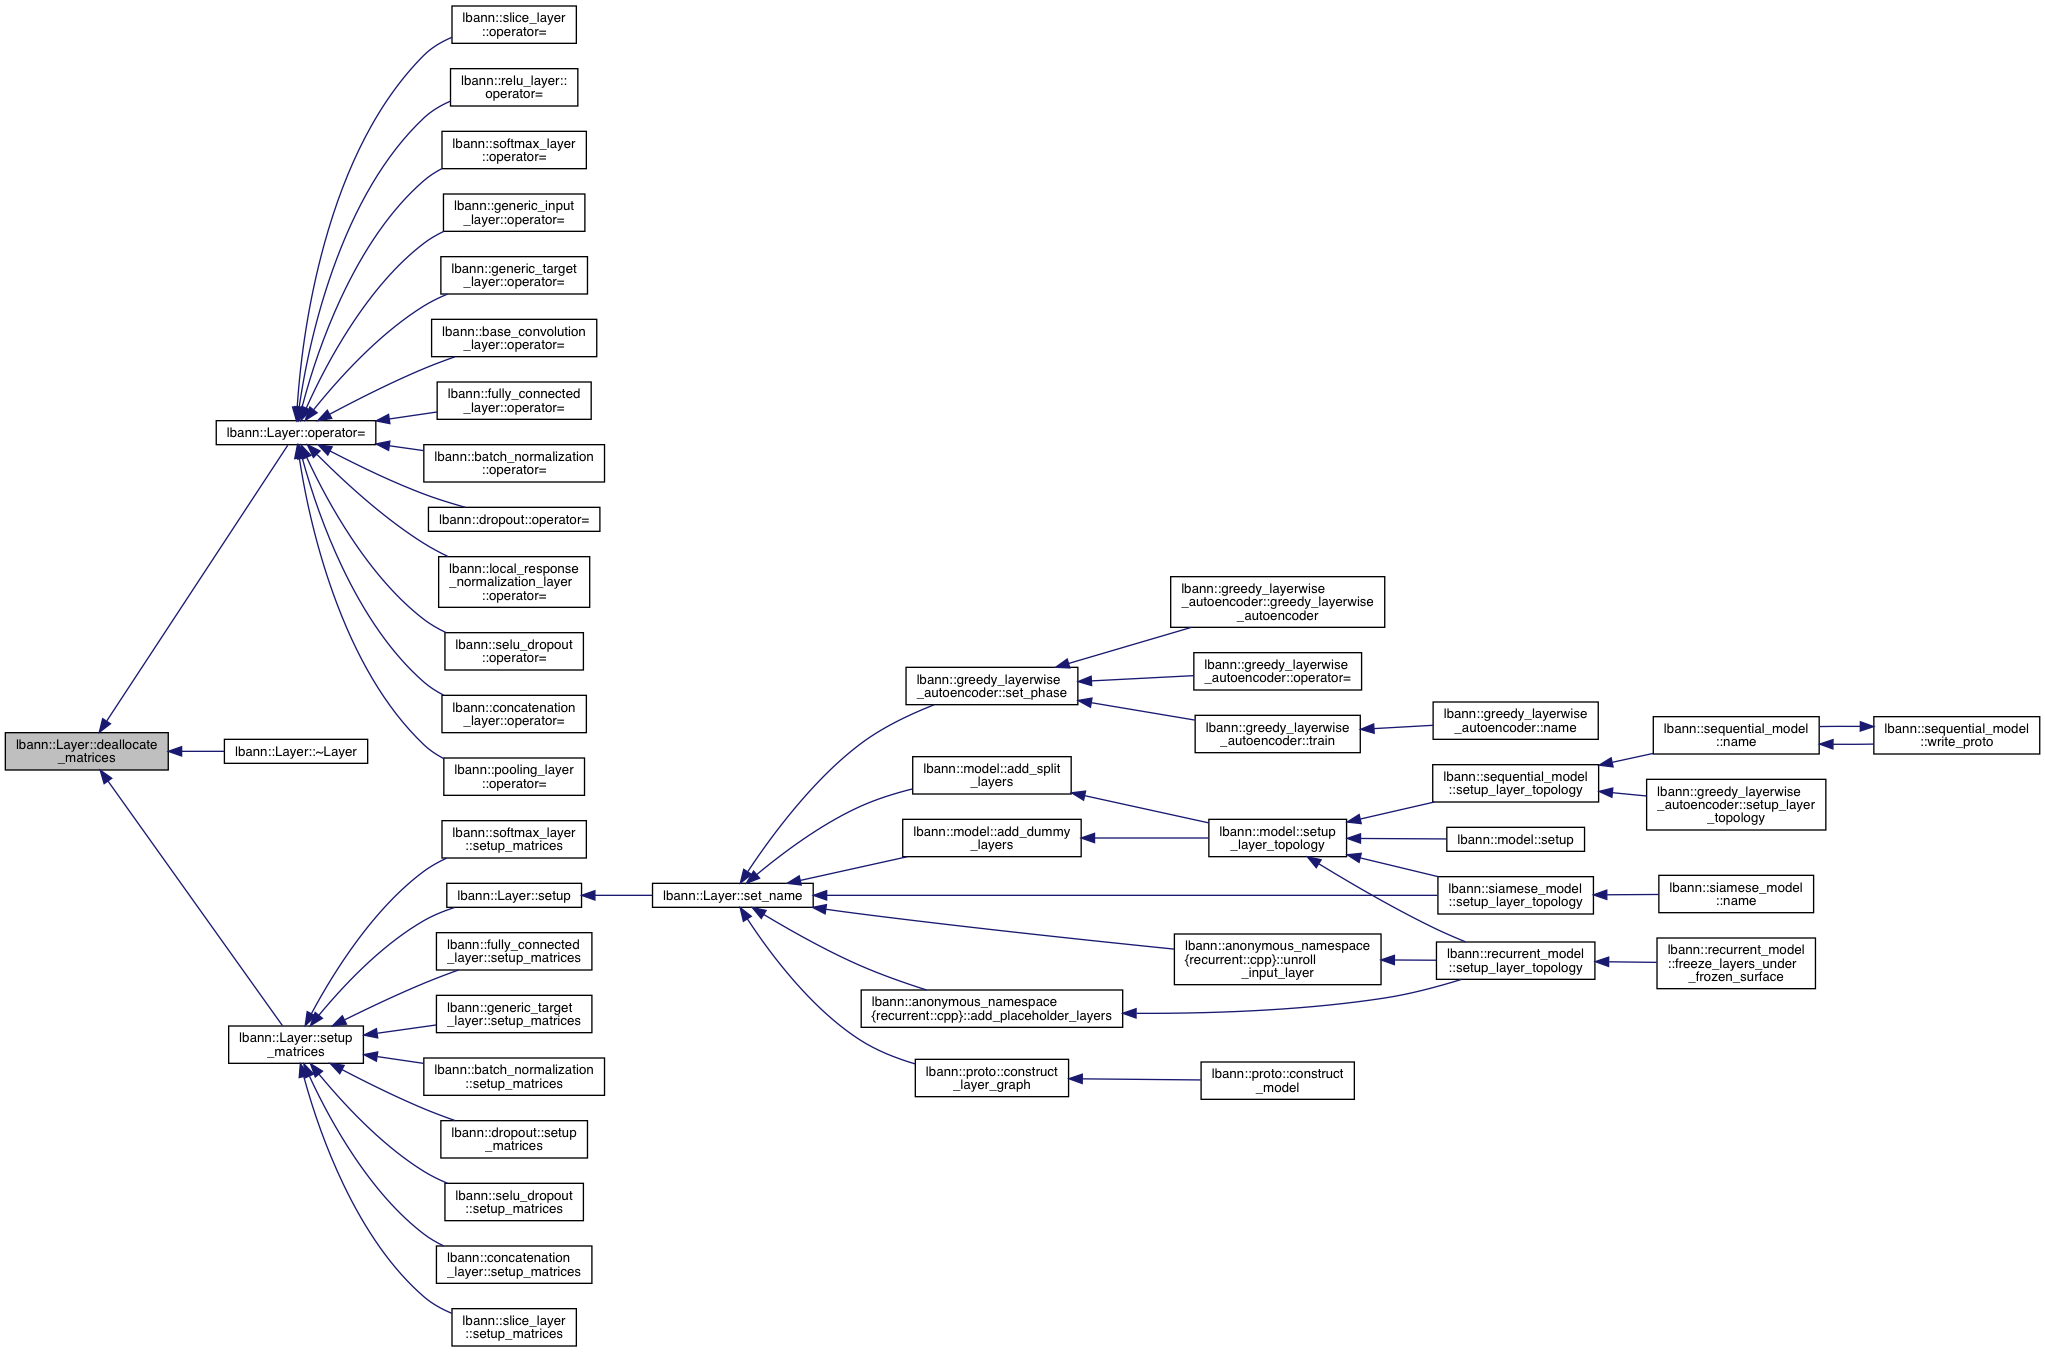 lbann::Layer::deallocate
_matrices
lbann::Layer::operator=
lbann::Layer::~Layer
lbann::Layer::setup
_matrices
lbann::slice_layer
::operator=
lbann::relu_layer::
operator=
lbann::softmax_layer
::operator=
lbann::generic_input
_layer::operator=
lbann::generic_target
_layer::operator=
lbann::base_convolution
_layer::operator=
lbann::fully_connected
_layer::operator=
lbann::batch_normalization
::operator=
lbann::dropout::operator=
lbann::local_response
_normalization_layer
::operator=
lbann::selu_dropout
::operator=
lbann::concatenation
_layer::operator=
lbann::pooling_layer
::operator=
lbann::softmax_layer
::setup_matrices
lbann::Layer::setup
lbann::fully_connected
_layer::setup_matrices
lbann::generic_target
_layer::setup_matrices
lbann::batch_normalization
::setup_matrices
lbann::dropout::setup
_matrices
lbann::selu_dropout
::setup_matrices
lbann::concatenation
_layer::setup_matrices
lbann::slice_layer
::setup_matrices
lbann::Layer::set_name
lbann::greedy_layerwise
_autoencoder::set_phase
lbann::model::add_split
_layers
lbann::model::add_dummy
_layers
lbann::anonymous_namespace
{recurrent::cpp}::add_placeholder_layers
lbann::proto::construct
_layer_graph
lbann::greedy_layerwise
_autoencoder::greedy_layerwise
_autoencoder
lbann::greedy_layerwise
_autoencoder::operator=
lbann::greedy_layerwise
_autoencoder::train
lbann::model::setup
_layer_topology
lbann::anonymous_namespace
{recurrent::cpp}::unroll
_input_layer
lbann::proto::construct
_model
lbann::greedy_layerwise
_autoencoder::name
lbann::sequential_model
::setup_layer_topology
lbann::model::setup
lbann::siamese_model
::setup_layer_topology
lbann::recurrent_model
::setup_layer_topology
lbann::sequential_model
::name
lbann::greedy_layerwise
_autoencoder::setup_layer
_topology
lbann::siamese_model
::name
lbann::recurrent_model
::freeze_layers_under
_frozen_surface
lbann::sequential_model
::write_proto